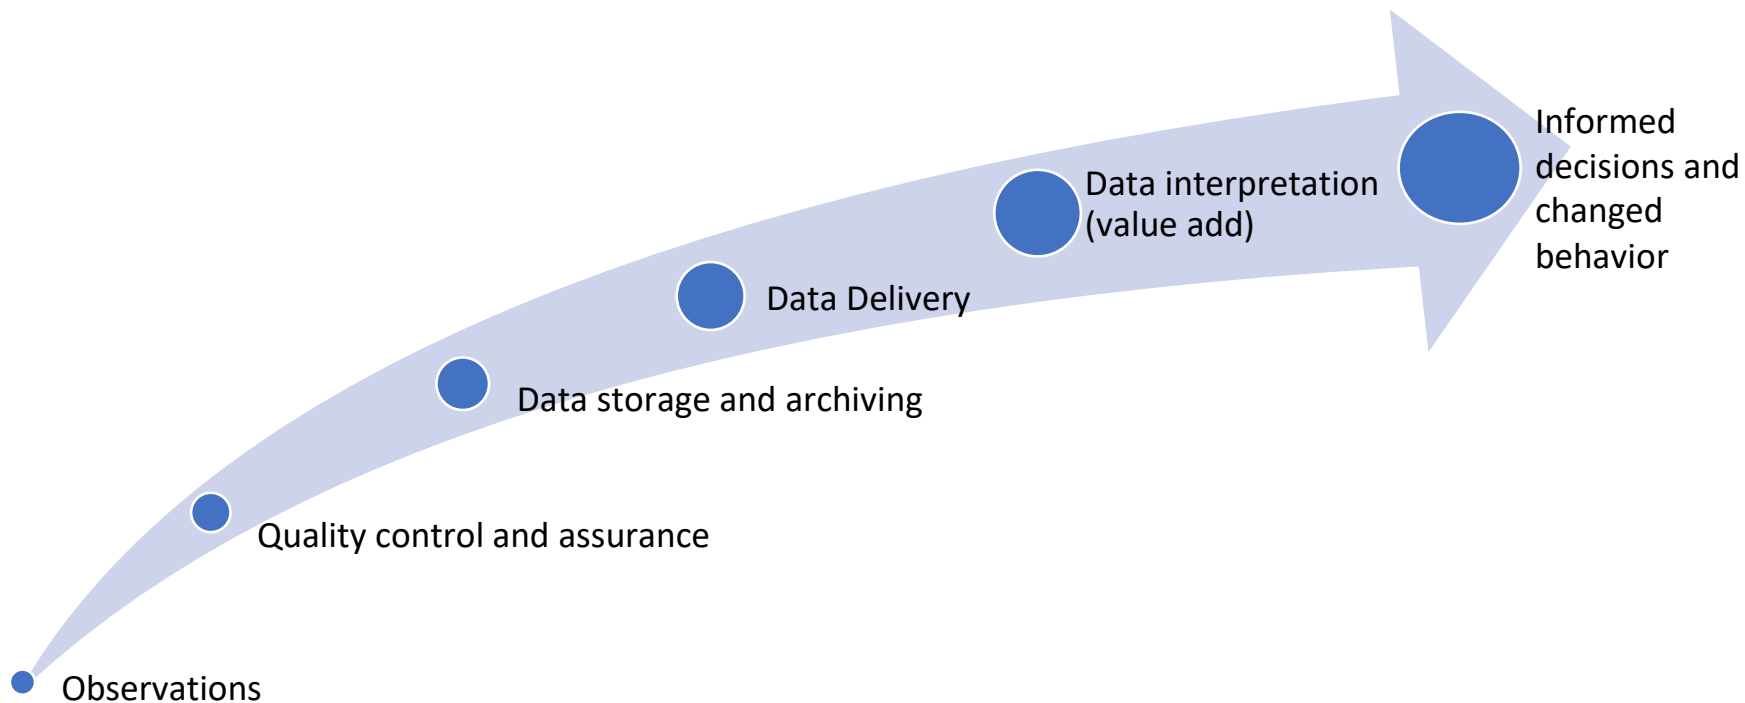 Informed
decisions and
changed
behavior
Data interpretation
(value add)
Data Delivery
Data storage and archiving
Quality control and assurance
Observations